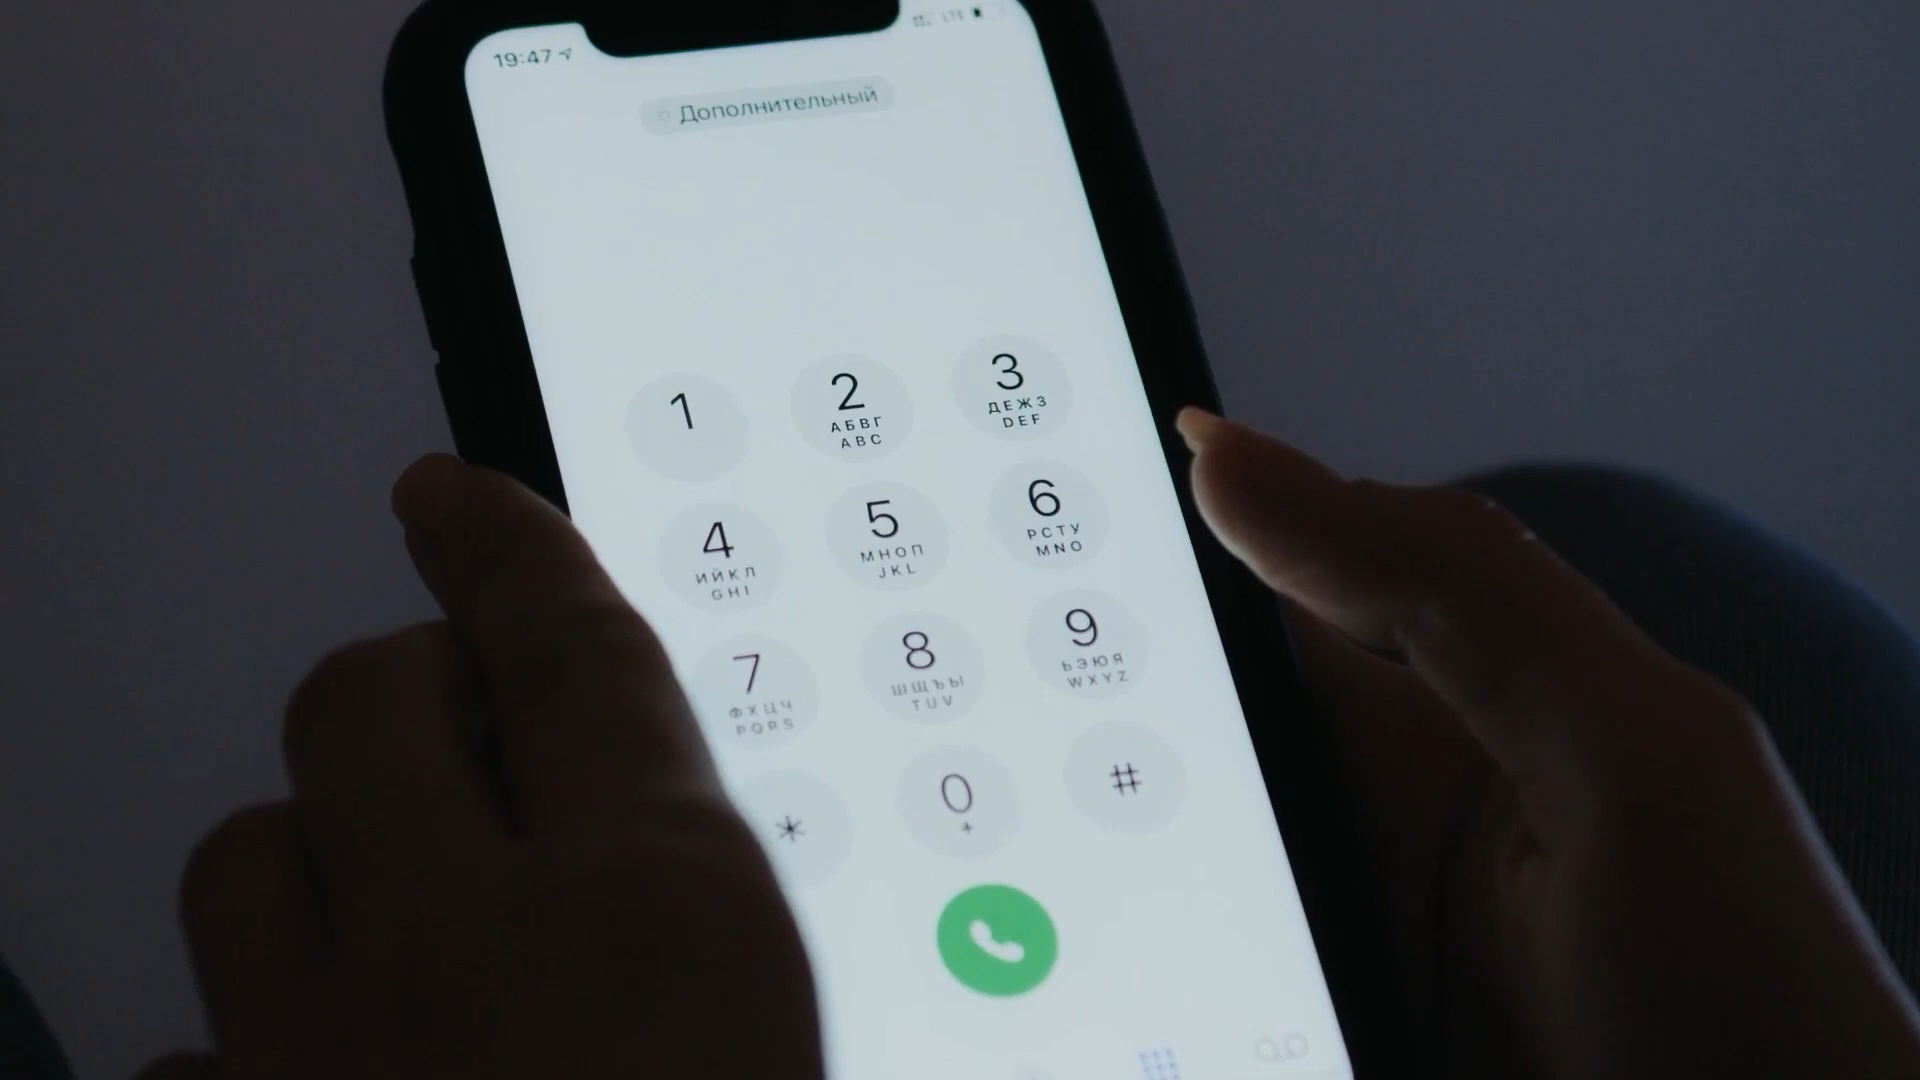 19:47
LTE
Дополнительный
1
2
АБВГ
ABC
3
ДЕЖЗ
DEF
4
ИЙКЛ
GHI
5
МНОП
JKL
6
РСТУ
MNO
7
ФХЦЧ
PQRS
8
ШЩЪЫ
TUV
9
ЬЭЮЯ
WXYZ
*
0
+
#